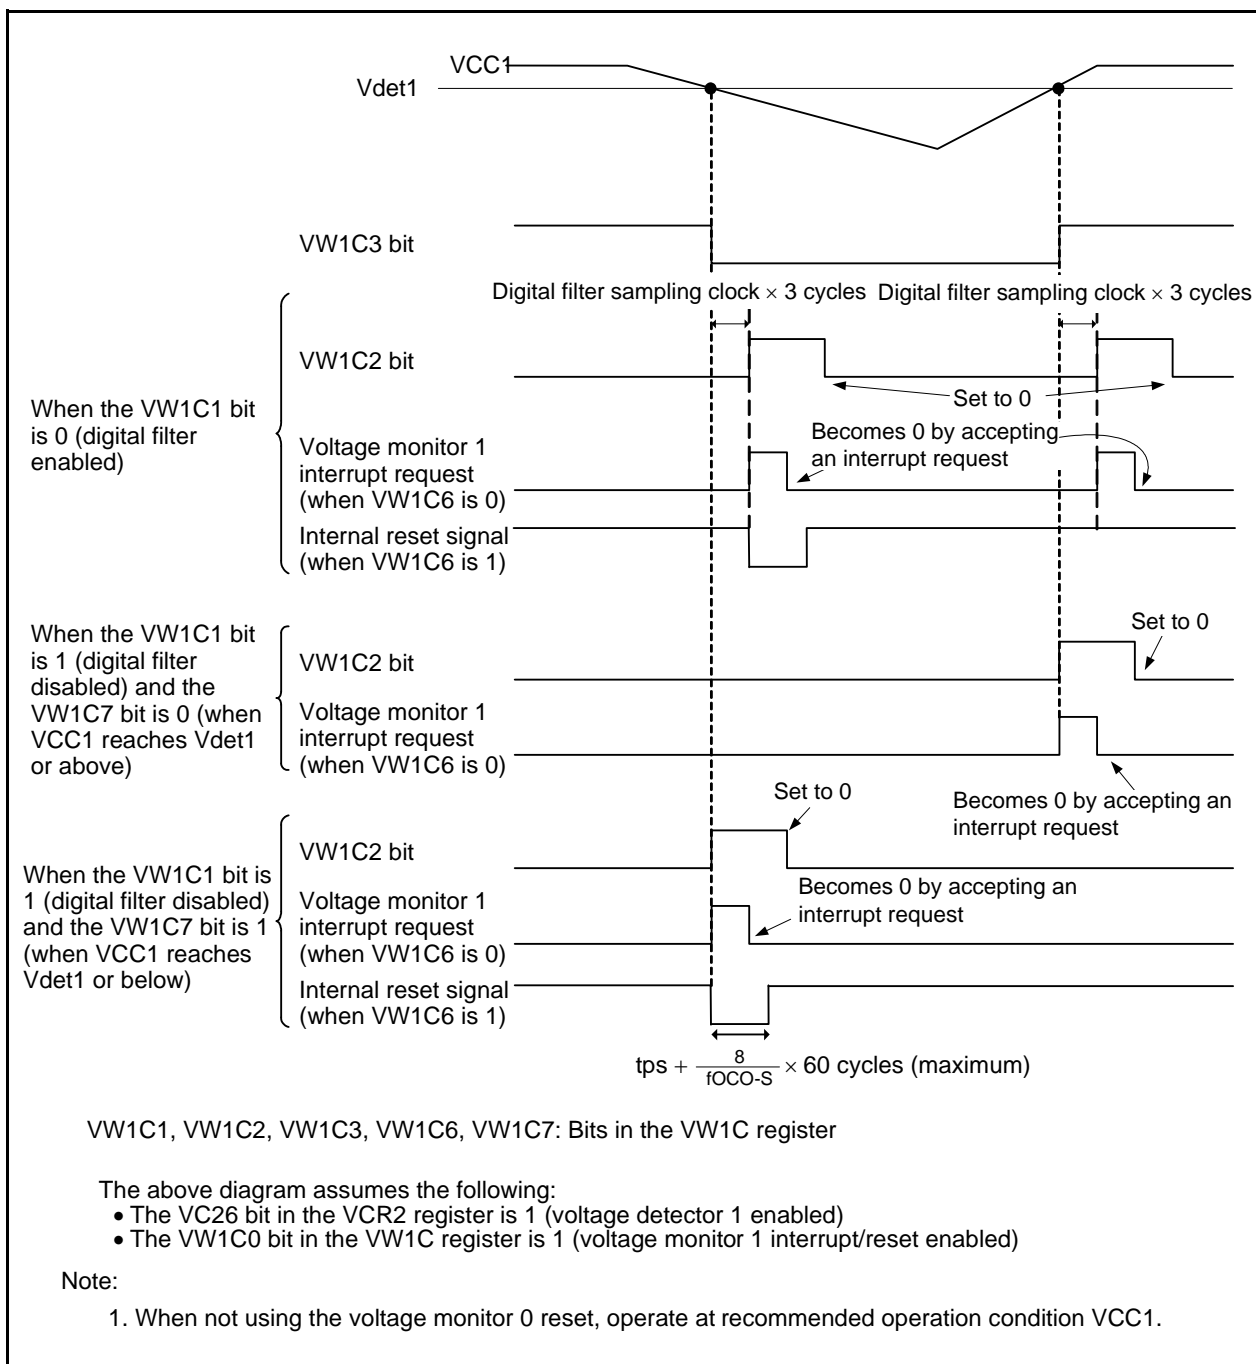 VCC1
Vdet1
VW1C3 bit
Digital filter sampling clock × 3 cycles
Digital filter sampling clock × 3 cycles
When the VW1C1 bit
is 0 (digital filter
enabled)
VW1C2 bit
Set to 0
Voltage monitor 1
interrupt request
(when VW1C6 is 0)
Becomes 0 by accepting
an interrupt request
Internal reset signal
(when VW1C6 is 1)
When the VW1C1 bit
is 1 (digital filter
disabled) and the
VW1C7 bit is 0 (when
VCC1 reaches Vdet1
or above)
VW1C2 bit
Set to 0
Voltage monitor 1
interrupt request
(when VW1C6 is 0)
Becomes 0 by accepting an
interrupt request
When the VW1C1 bit is
1 (digital filter disabled)
and the VW1C7 bit is 1
(when VCC1 reaches
Vdet1 or below)
VW1C2 bit
Set to 0
Voltage monitor 1
interrupt request
(when VW1C6 is 0)
Becomes 0 by accepting an
interrupt request
Internal reset signal
(when VW1C6 is 1)
tps + 8/fOCO-S × 60 cycles (maximum)
VW1C1, VW1C2, VW1C3, VW1C6, VW1C7: Bits in the VW1C register
The above diagram assumes the following:
• The VC26 bit in the VCR2 register is 1 (voltage detector 1 enabled)
• The VW1C0 bit in the VW1C register is 1 (voltage monitor 1 interrupt/reset enabled)
Note:
1. When not using the voltage monitor 0 reset, operate at recommended operation condition VCC1.